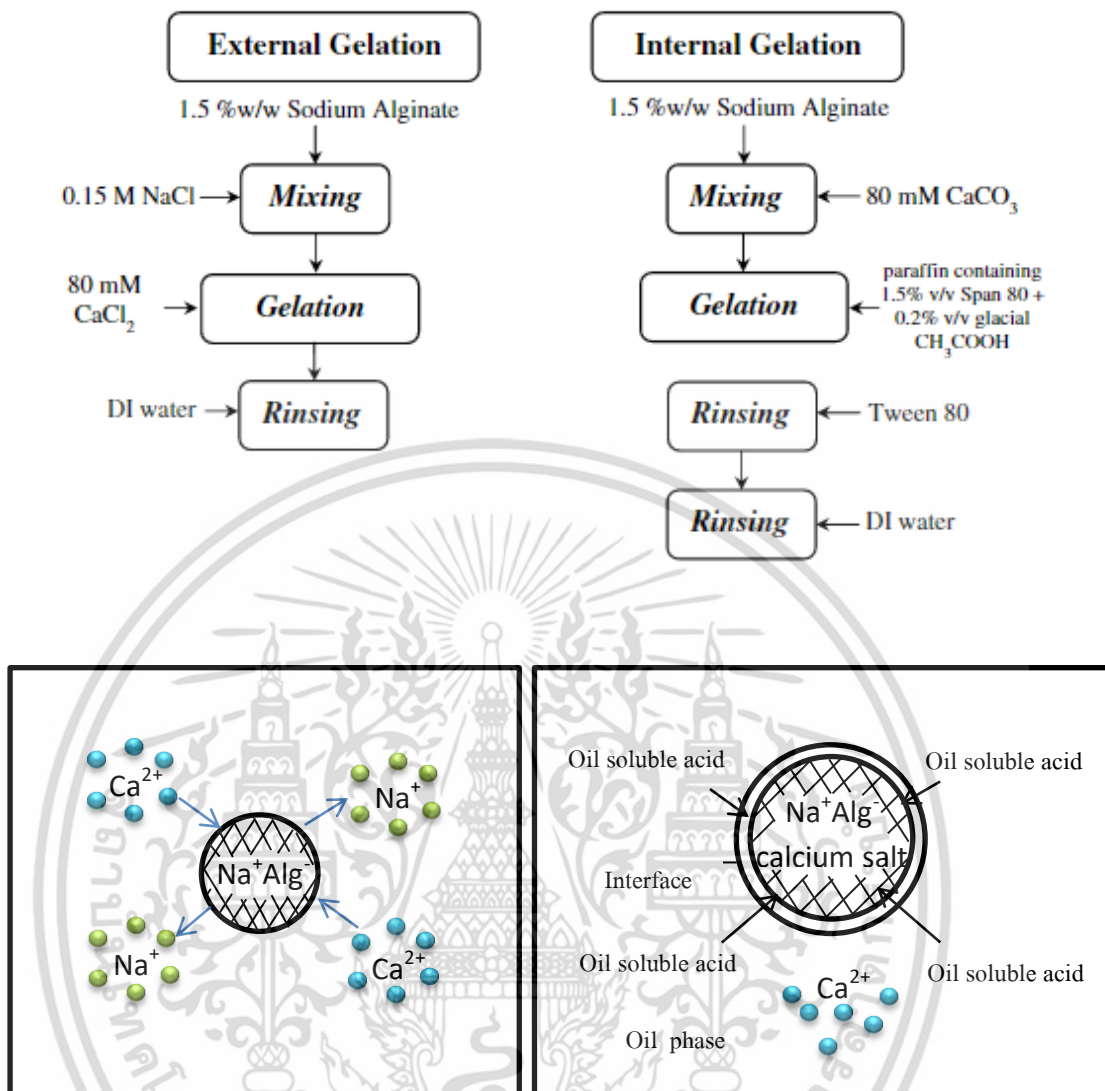 External Gelation
1.5 %w/w Sodium Alginate
0.15 M NaCl
Mixing
80 mM
CaCl₂
Gelation
DI water
Rinsing
Internal Gelation
1.5 %w/w Sodium Alginate
Mixing
80 mM CaCO₃
Gelation
paraffin containing
1.5% v/v Span 80 +
0.2% v/v glacial
CH₃COOH
Rinsing
Tween 80
Rinsing
DI water
Ca²⁺
Na⁺
Na⁺Alg⁻
Na⁺
Ca²⁺
Oil soluble acid
Oil soluble acid
Na⁺Alg⁻
calcium salt
Interface
Oil soluble acid
Oil soluble acid
Ca²⁺
Oil phase